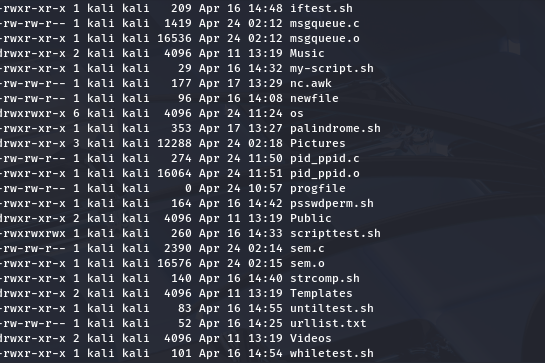 -rwxr-xr-x 1 kali kali   209 Apr 16 14:48 iftest.sh
-rw-rw-r-- 1 kali kali  1419 Apr 24 02:12 msgqueue.c
-rwxr-xr-x 1 kali kali 16536 Apr 24 02:12 msgqueue.o
drwxr-xr-x 2 kali kali  4096 Apr 11 13:19 Music
-rwxr-xr-x 1 kali kali    29 Apr 16 14:32 my-script.sh
-rw-rw-r-- 1 kali kali   177 Apr 17 13:29 nc.awk
-rw-rw-r-- 1 kali kali    96 Apr 16 14:08 newfile
drwxrwxr-x 6 kali kali  4096 Apr 24 11:24 os
-rwxr-xr-x 1 kali kali   353 Apr 17 13:27 palindrome.sh
drwxr-xr-x 3 kali kali 12288 Apr 24 02:18 Pictures
-rw-rw-r-- 1 kali kali   274 Apr 24 11:50 pid_ppid.c
-rwxr-xr-x 1 kali kali 16064 Apr 24 11:51 pid_ppid.o
-rw-rw-r-- 1 kali kali     0 Apr 24 10:57 progfile
-rwxr-xr-x 1 kali kali   164 Apr 16 14:42 psswdperm.sh
drwxr-xr-x 2 kali kali  4096 Apr 11 13:19 Public
-rwxrwxrwx 1 kali kali   260 Apr 16 14:33 scripttest.sh
-rw-rw-r-- 1 kali kali  2390 Apr 24 02:14 sem.c
-rwxr-xr-x 1 kali kali 16576 Apr 24 02:15 sem.o
-rwxr-xr-x 1 kali kali   140 Apr 16 14:40 strcomp.sh
drwxr-xr-x 2 kali kali  4096 Apr 11 13:19 Templates
-rwxr-xr-x 1 kali kali    83 Apr 16 14:55 untiltest.sh
-rw-rw-r-- 1 kali kali    52 Apr 16 14:25 urllist.txt
drwxr-xr-x 2 kali kali  4096 Apr 11 13:19 Videos
-rwxr-xr-x 1 kali kali   101 Apr 16 14:54 whiletest.sh